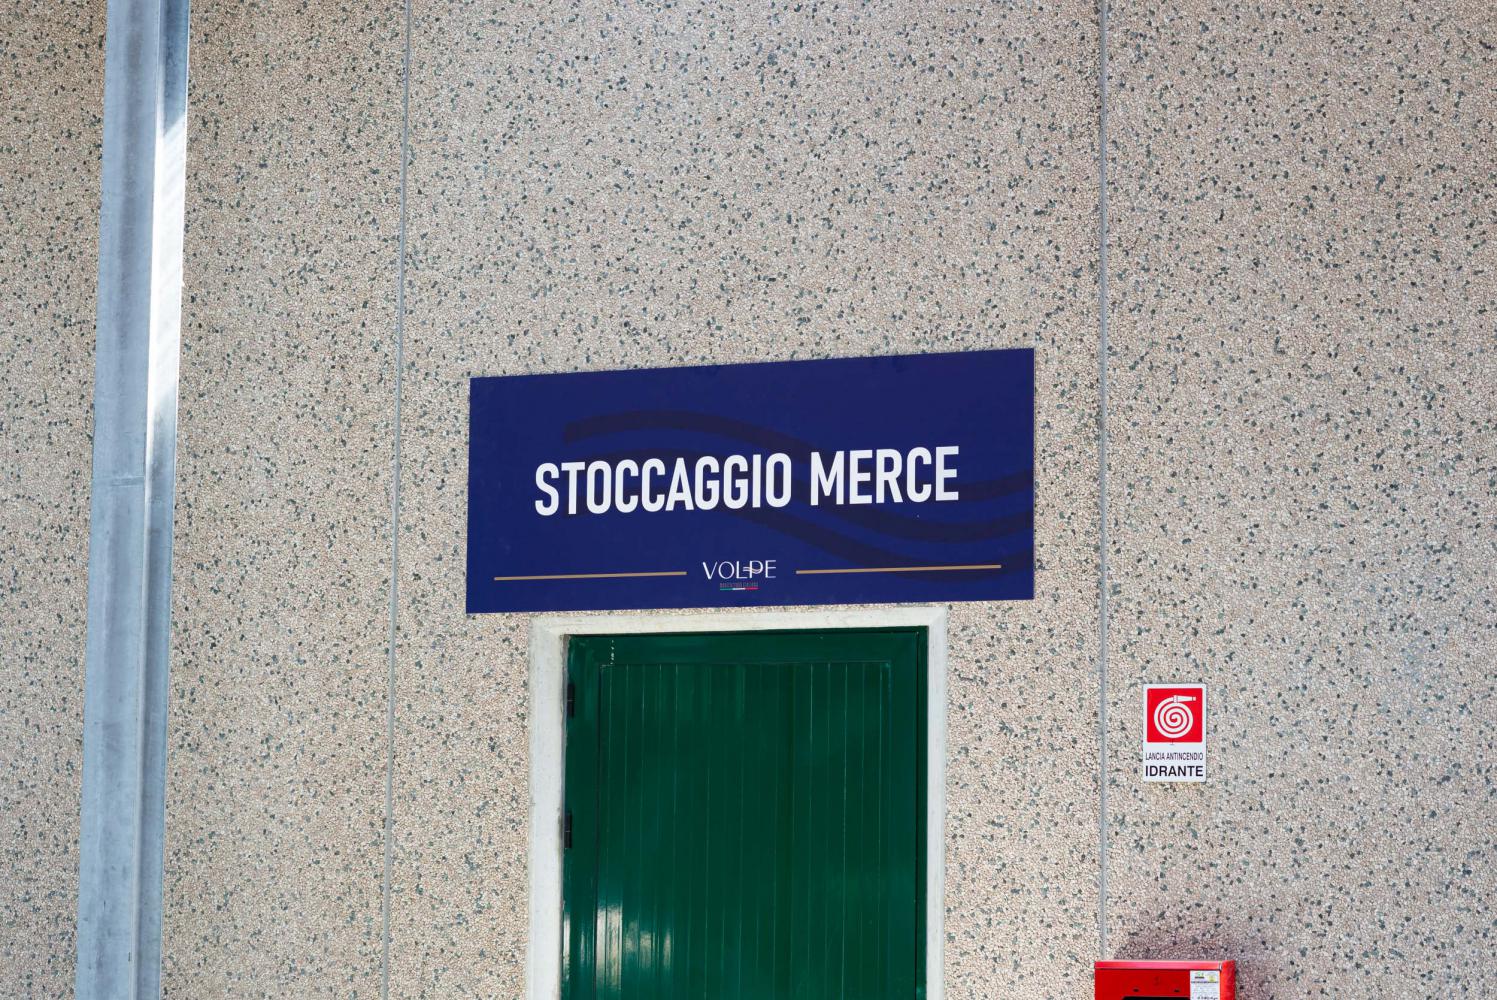 STOCCAGGIO MERCE
VOLPE
LANCIA ANTINCENDIO
IDRANTE